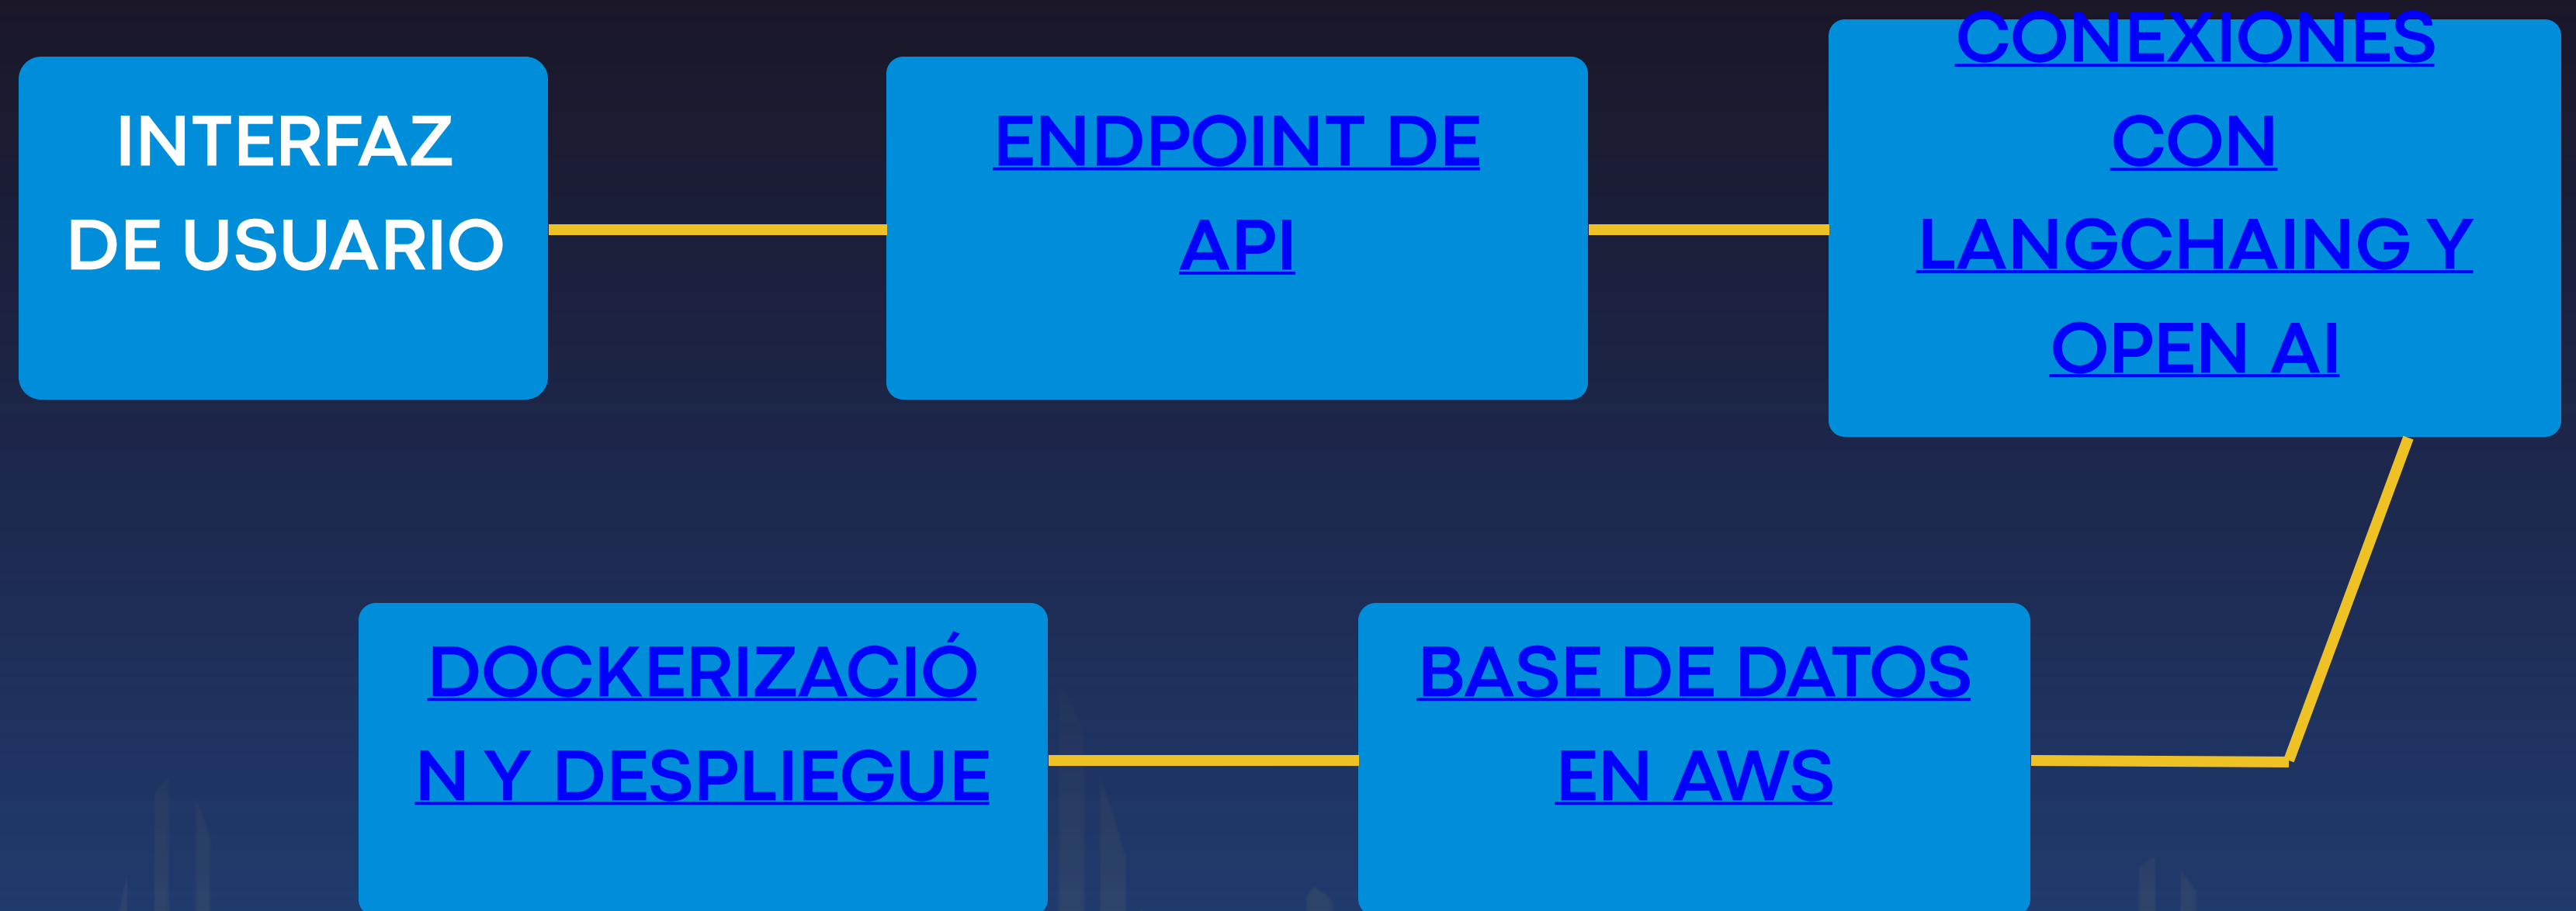 INTERFAZ
DE USUARIO
ENDPOINT DE
API
CONEXIONES
CON
LANGCHAING Y
OPEN AI
DOCKERIZACIÓ
N Y DESPLIEGUE
BASE DE DATOS
EN AWS